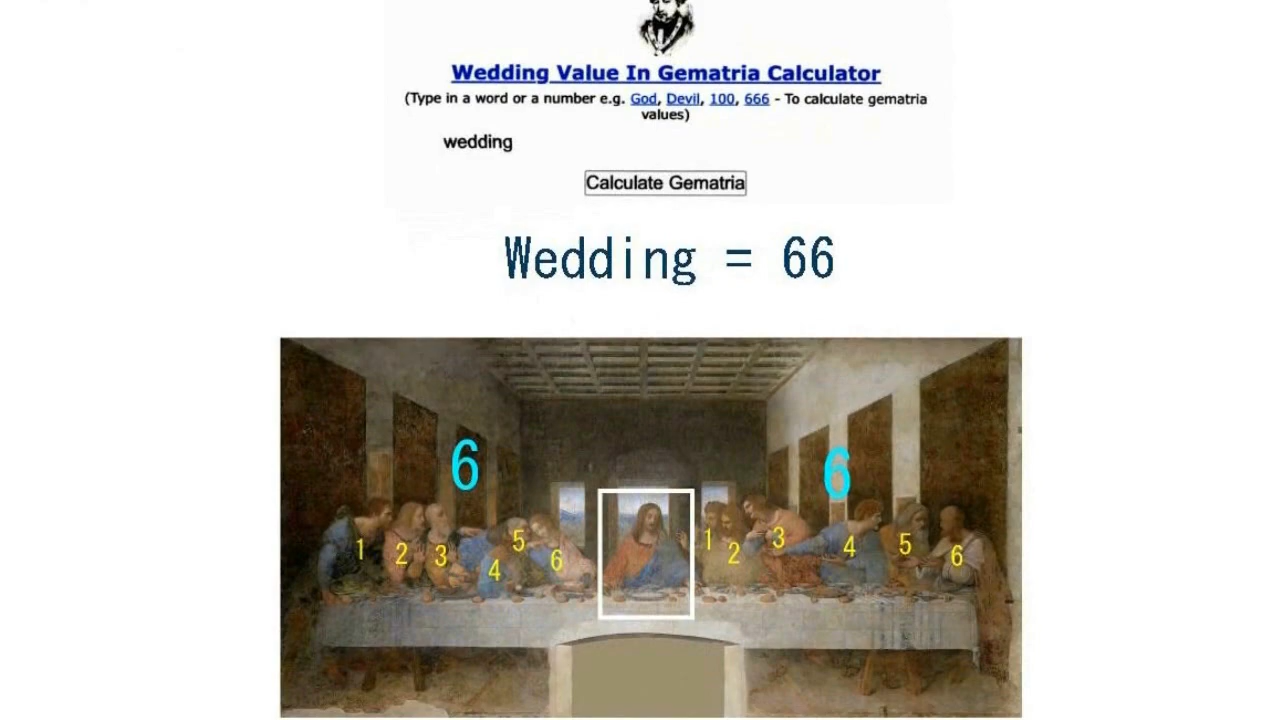 Wedding Value In Gematria Calculator
(Type in a word or a number e.g. God, Devil, 100, 666 - To calculate gematria
values)
wedding
Calculate Gematria
Wedding = 66
6 6
1 2 3 4 5 6 1 2 3 4 5 6